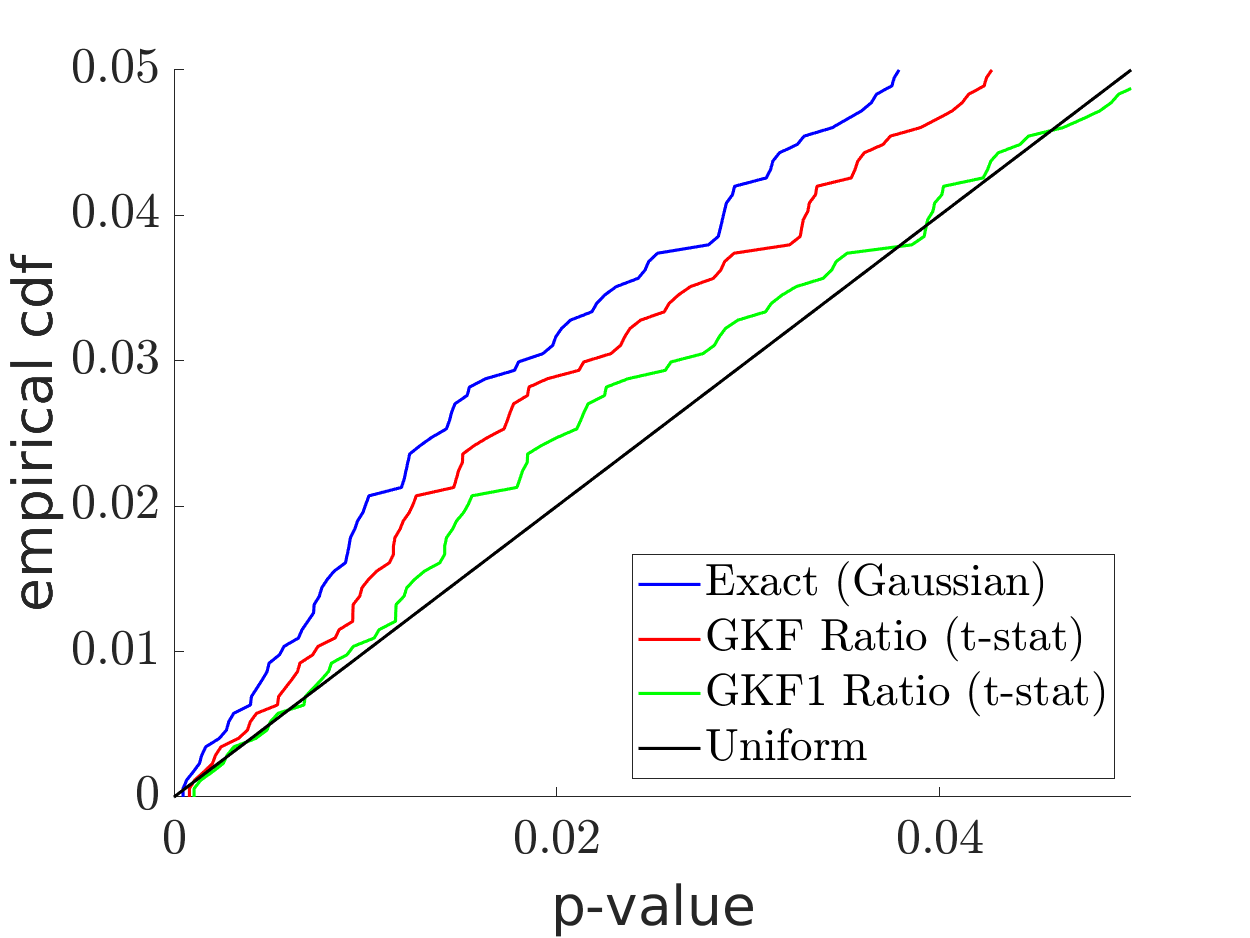 0.05
0.04
0.03
0.02
0.01
0
empirical cdf
0
0.02
0.04
p-value
Exact (Gaussian)
GKF Ratio (t-stat)
GKF1 Ratio (t-stat)
Uniform